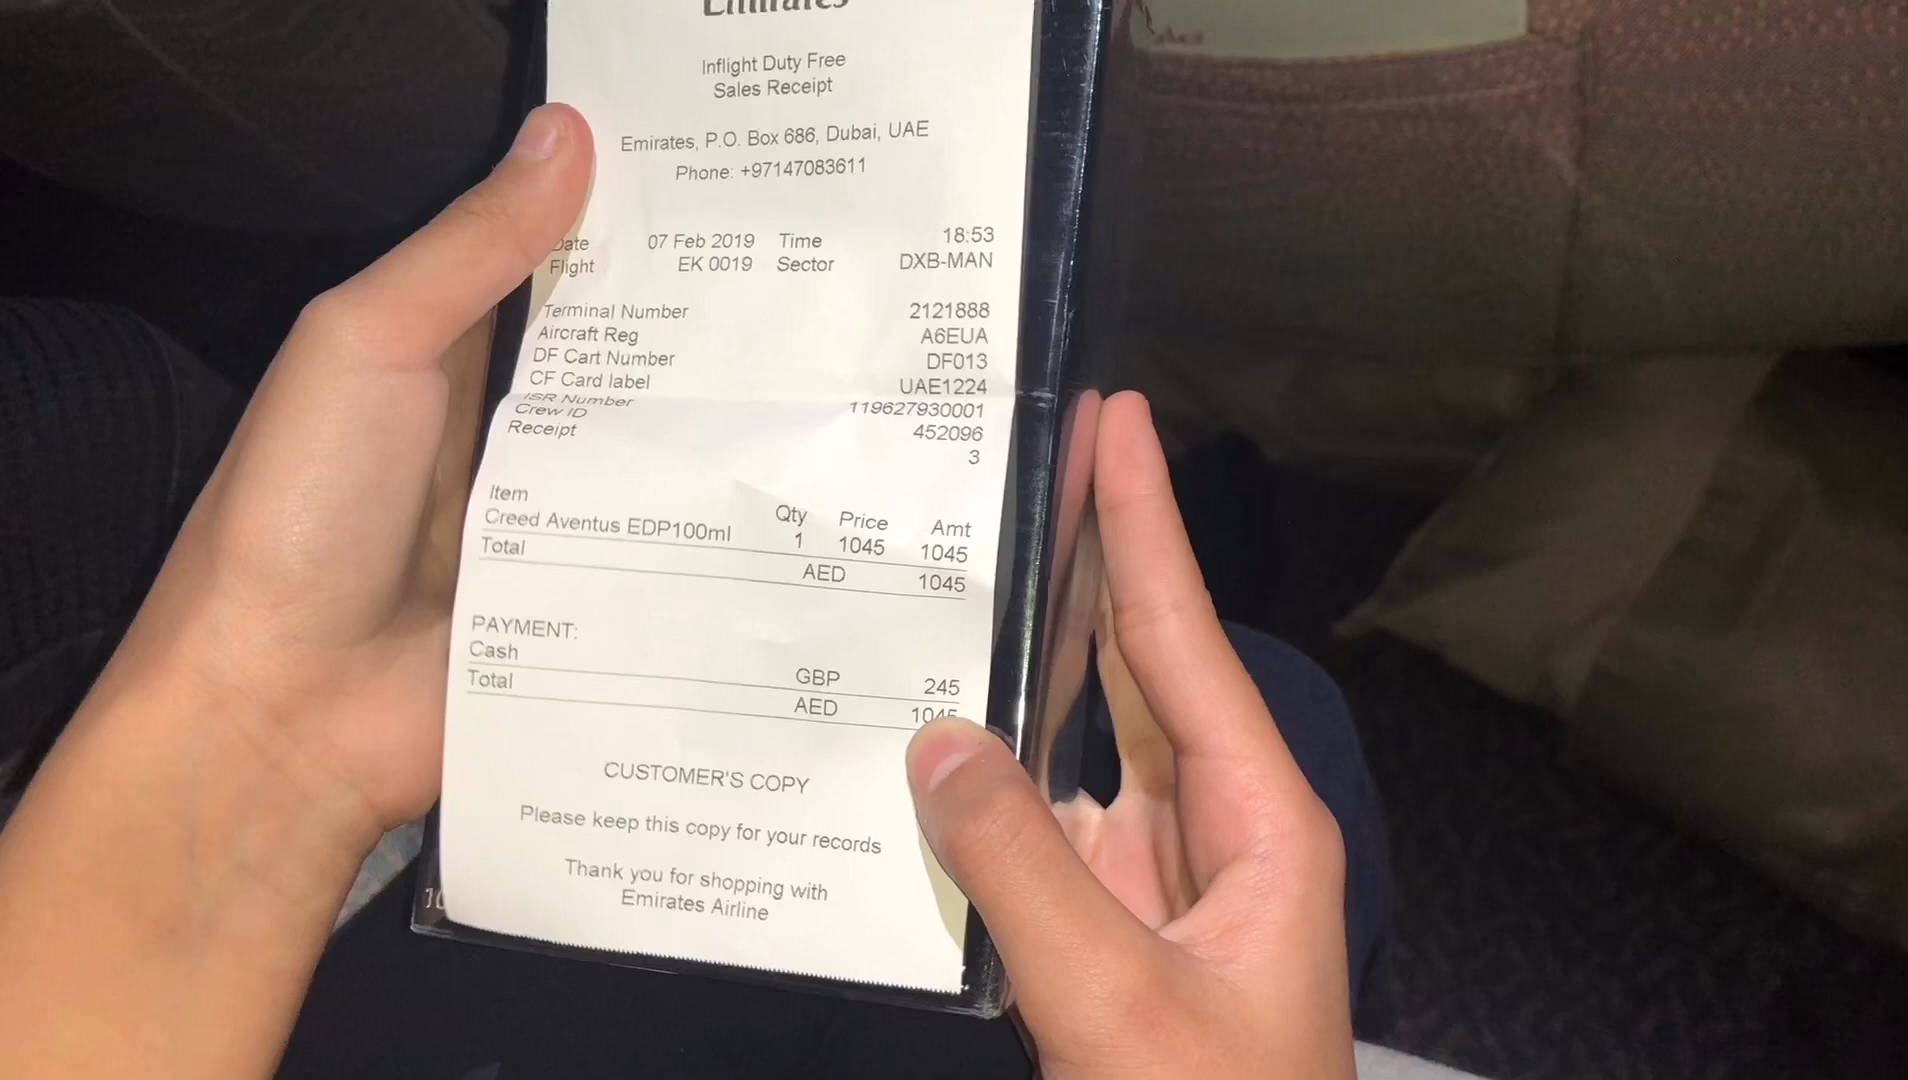 Emirates
Inflight Duty Free
Sales Receipt
Emirates, P.O. Box 686, Dubai, UAE
Phone: +97147083611
Date 07 Feb 2019 Time 18:53
Flight EK 0019 Sector DXB-MAN
Terminal Number 2121888
Aircraft Reg A6EUA
DF Cart Number DF013
CF Card label UAE1224
ISR Number 119627930001
Crew ID 452096
Receipt 3
Item Qty Price Amt
Creed Aventus EDP100ml 1 1045 1045
Total AED 1045
PAYMENT:
Cash GBP 245
Total AED 1045
CUSTOMER'S COPY
Please keep this copy for your records
Thank you for shopping with
Emirates Airline